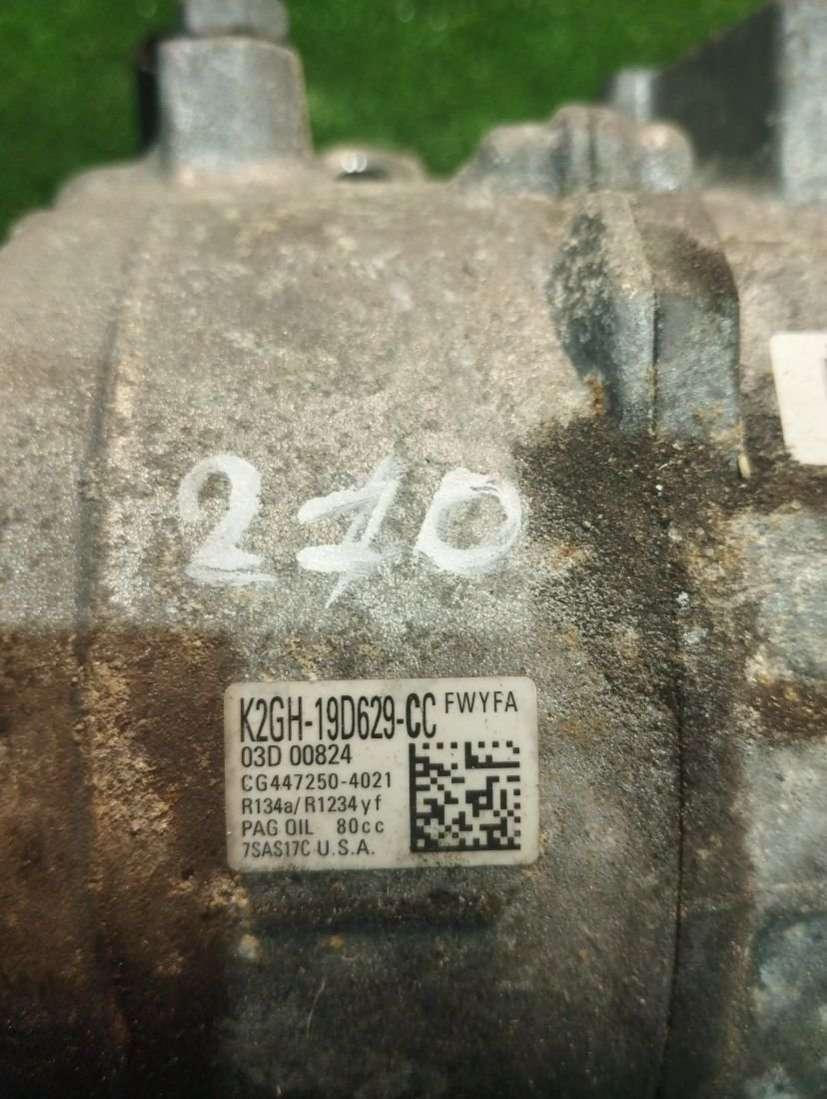 210
K2GH-19D629-CC FWYFA
03D 00824
CG447250-4021
R134a/R1234yf
PAG OIL 80cc
7SAS17C U.S.A.